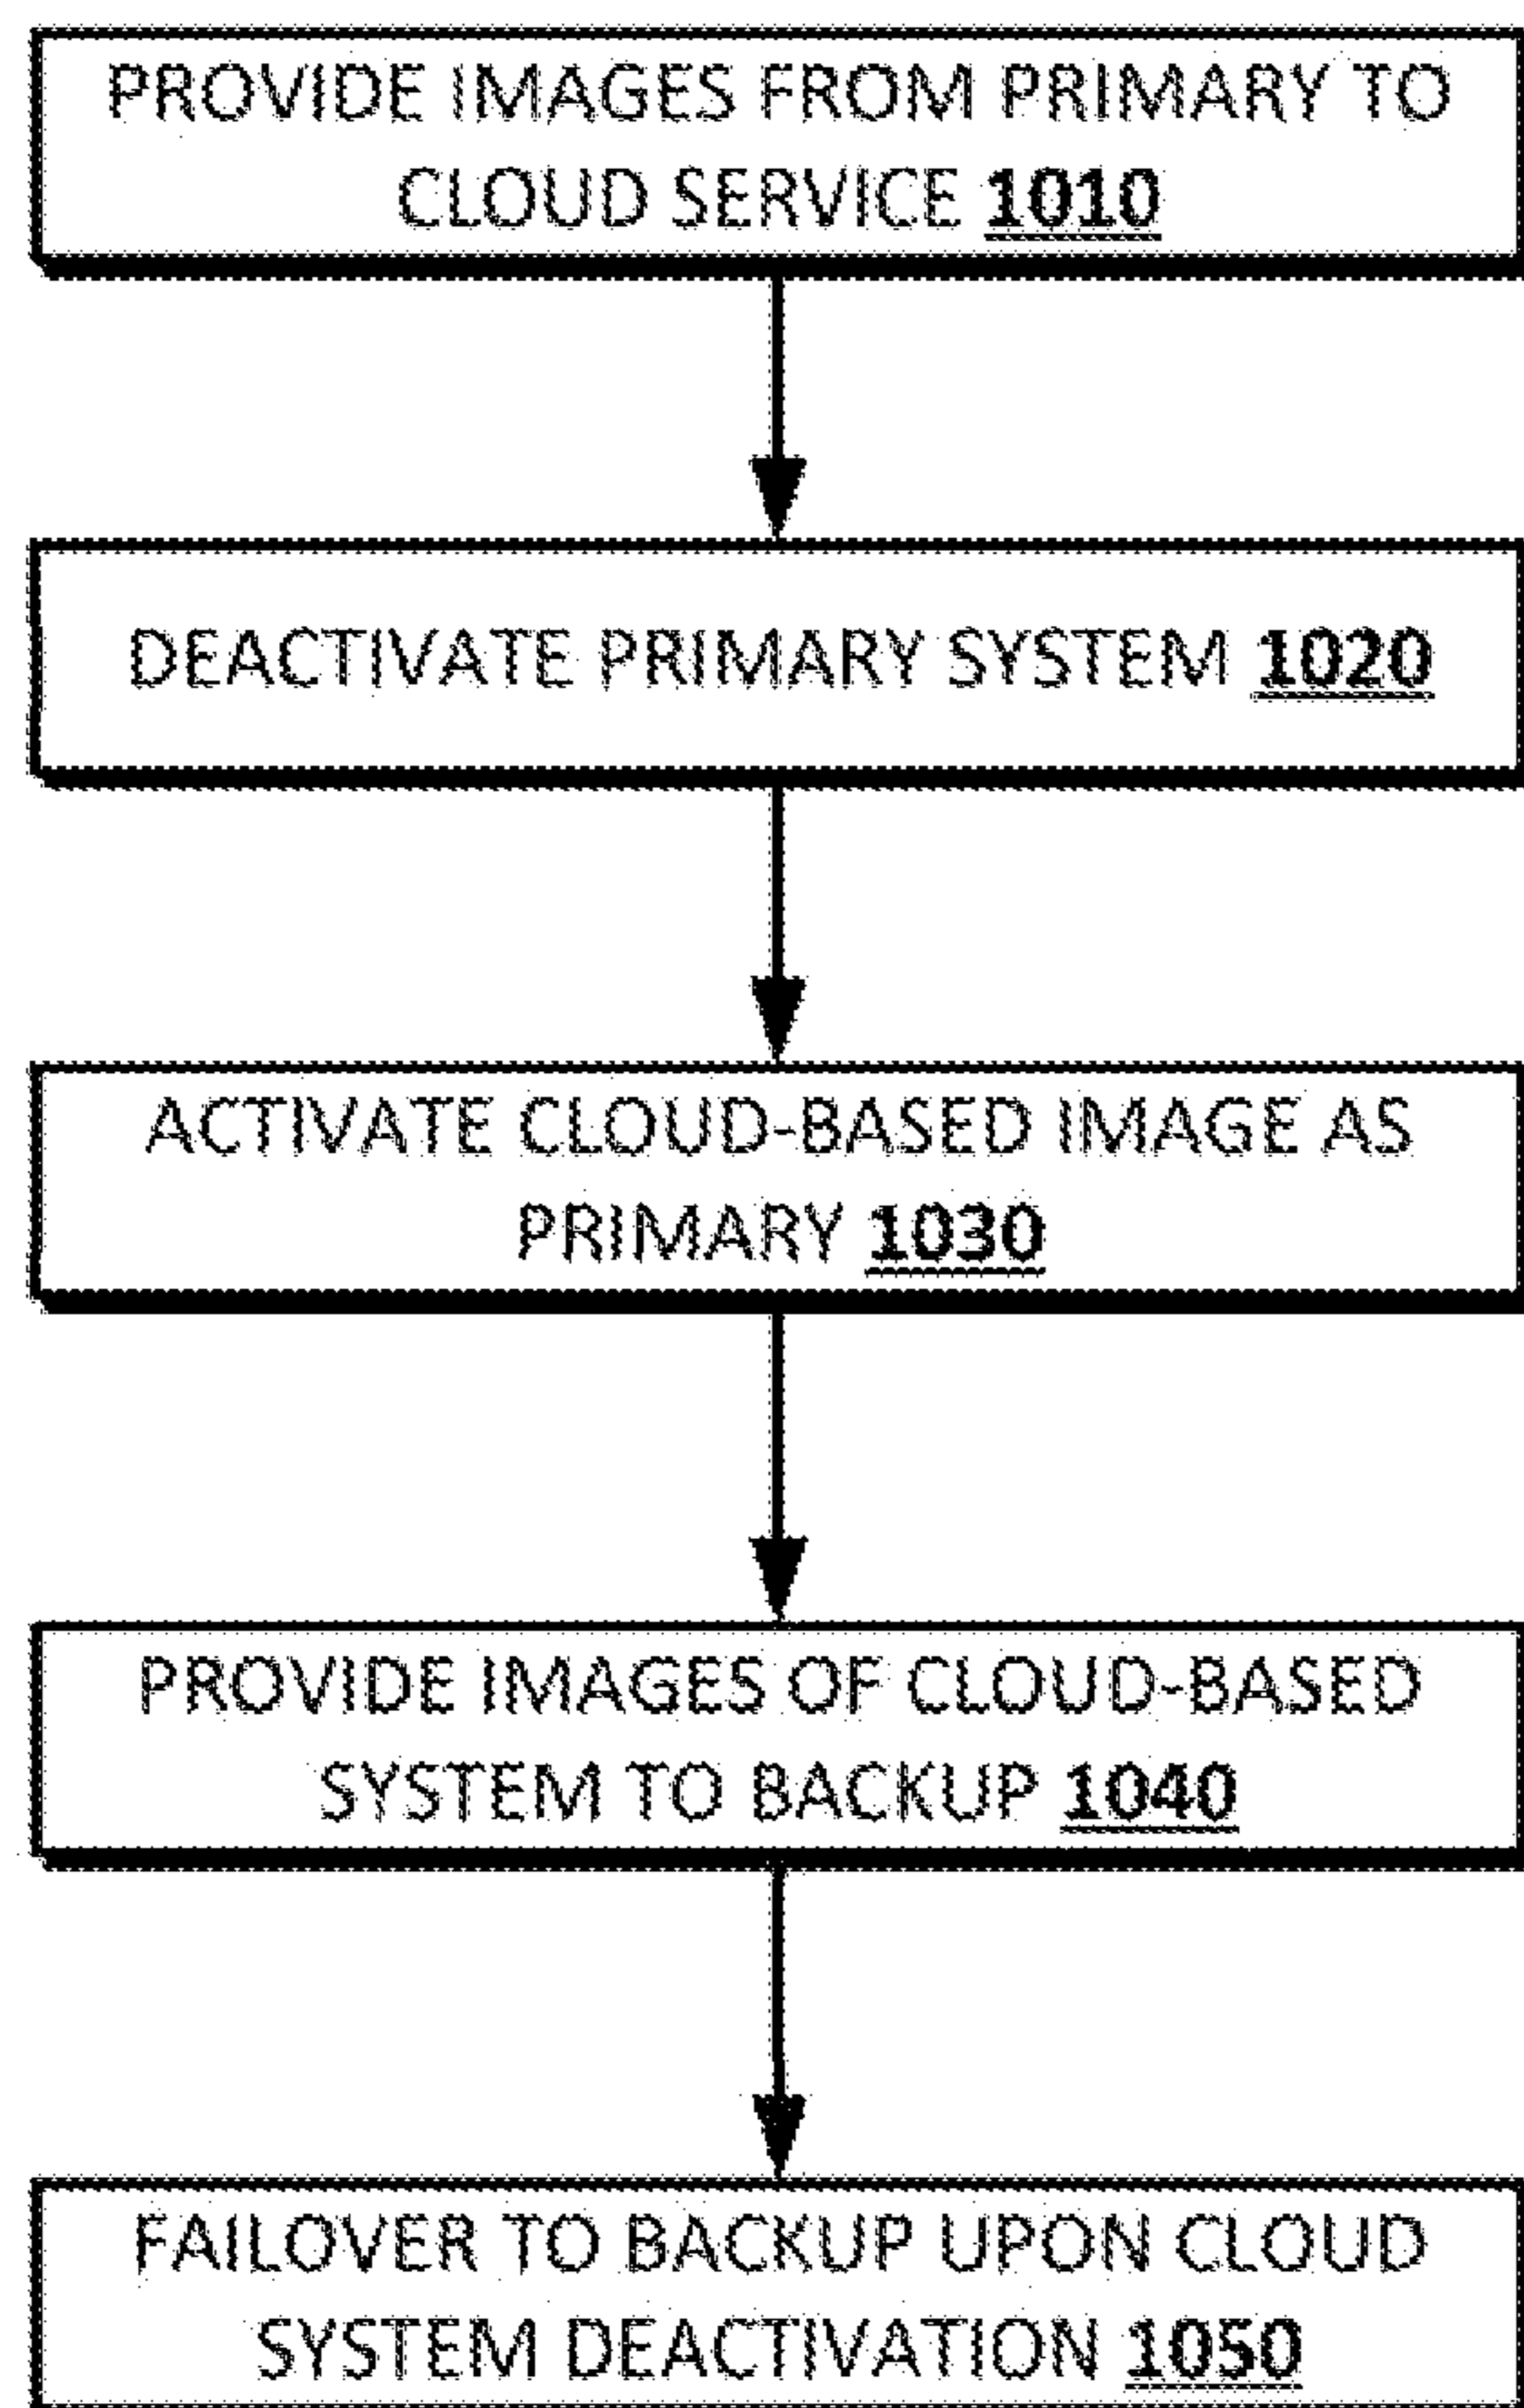 PROVIDE IMAGES FROM PRIMARY TO
CLOUD SERVICE 1010
DEACTIVATE PRIMARY SYSTEM 1020
ACTIVATE CLOUD-BASED IMAGE AS
PRIMARY 1030
PROVIDE IMAGES OF CLOUD-BASED
SYSTEM TO BACKUP 1040
FAILOVER TO BACKUP UPON CLOUD
SYSTEM DEACTIVATION 1050